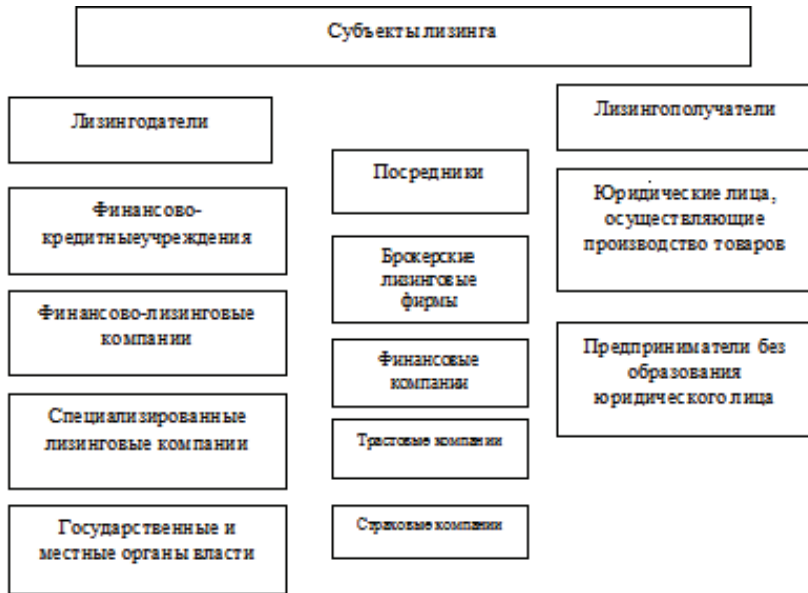 Субъекты лизинга
Лизингодатели
Финансово-
кредитныеучреждения
Финансово-лизинговые
компании
Специализированные
лизинговые компании
Государственные и
местные органы власти
Посредники
Брокерские
лизинговые
фирмы
Финансовые
компании
Трастовые компании
Страховые компании
Лизингополучатели
Юридические лица,
осуществляющие
производство товаров
Предприниматели без
образования
юридического лица